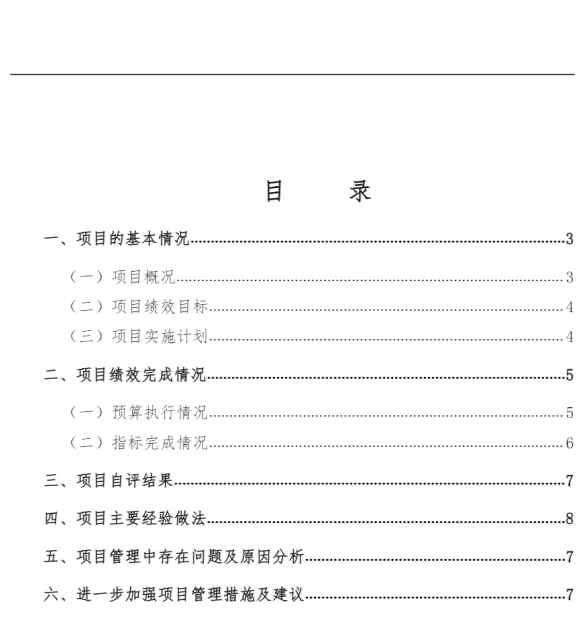 目 录
一、项目的基本情况 3
（一）项目概况 3
（二）项目绩效目标 4
（三）项目实施计划 4
二、项目绩效完成情况 5
（一）预算执行情况 5
（二）指标完成情况 6
三、项目自评结果 7
四、项目主要经验做法 8
五、项目管理中存在问题及原因分析 7
六、进一步加强项目管理措施及建议 7